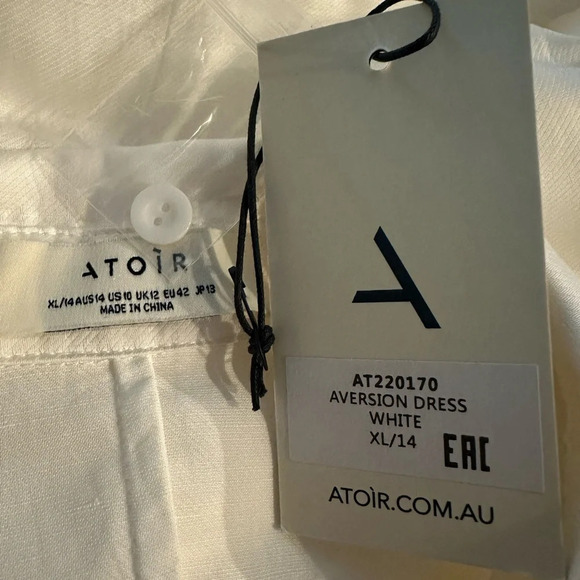 ATOÌR
XL/14 AUS14 US10 UK12 EU42 JP13
MADE IN CHINA
AT220170
AVERSION DRESS
WHITE
XL/14
EAC
ATOÌR.COM.AU